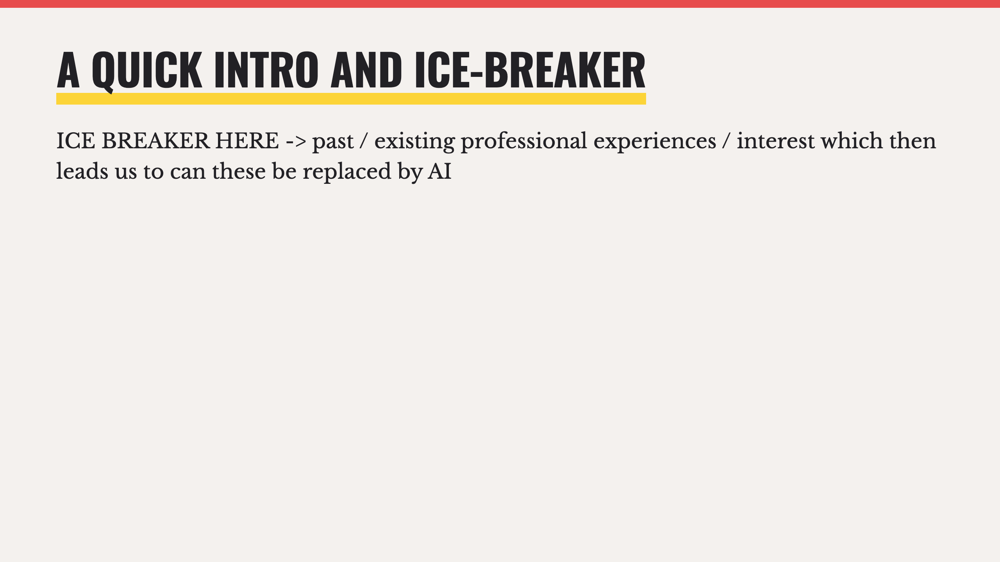 A QUICK INTRO AND ICE-BREAKER
ICE BREAKER HERE -> past / existing professional experiences / interest which then
leads us to can these be replaced by AI